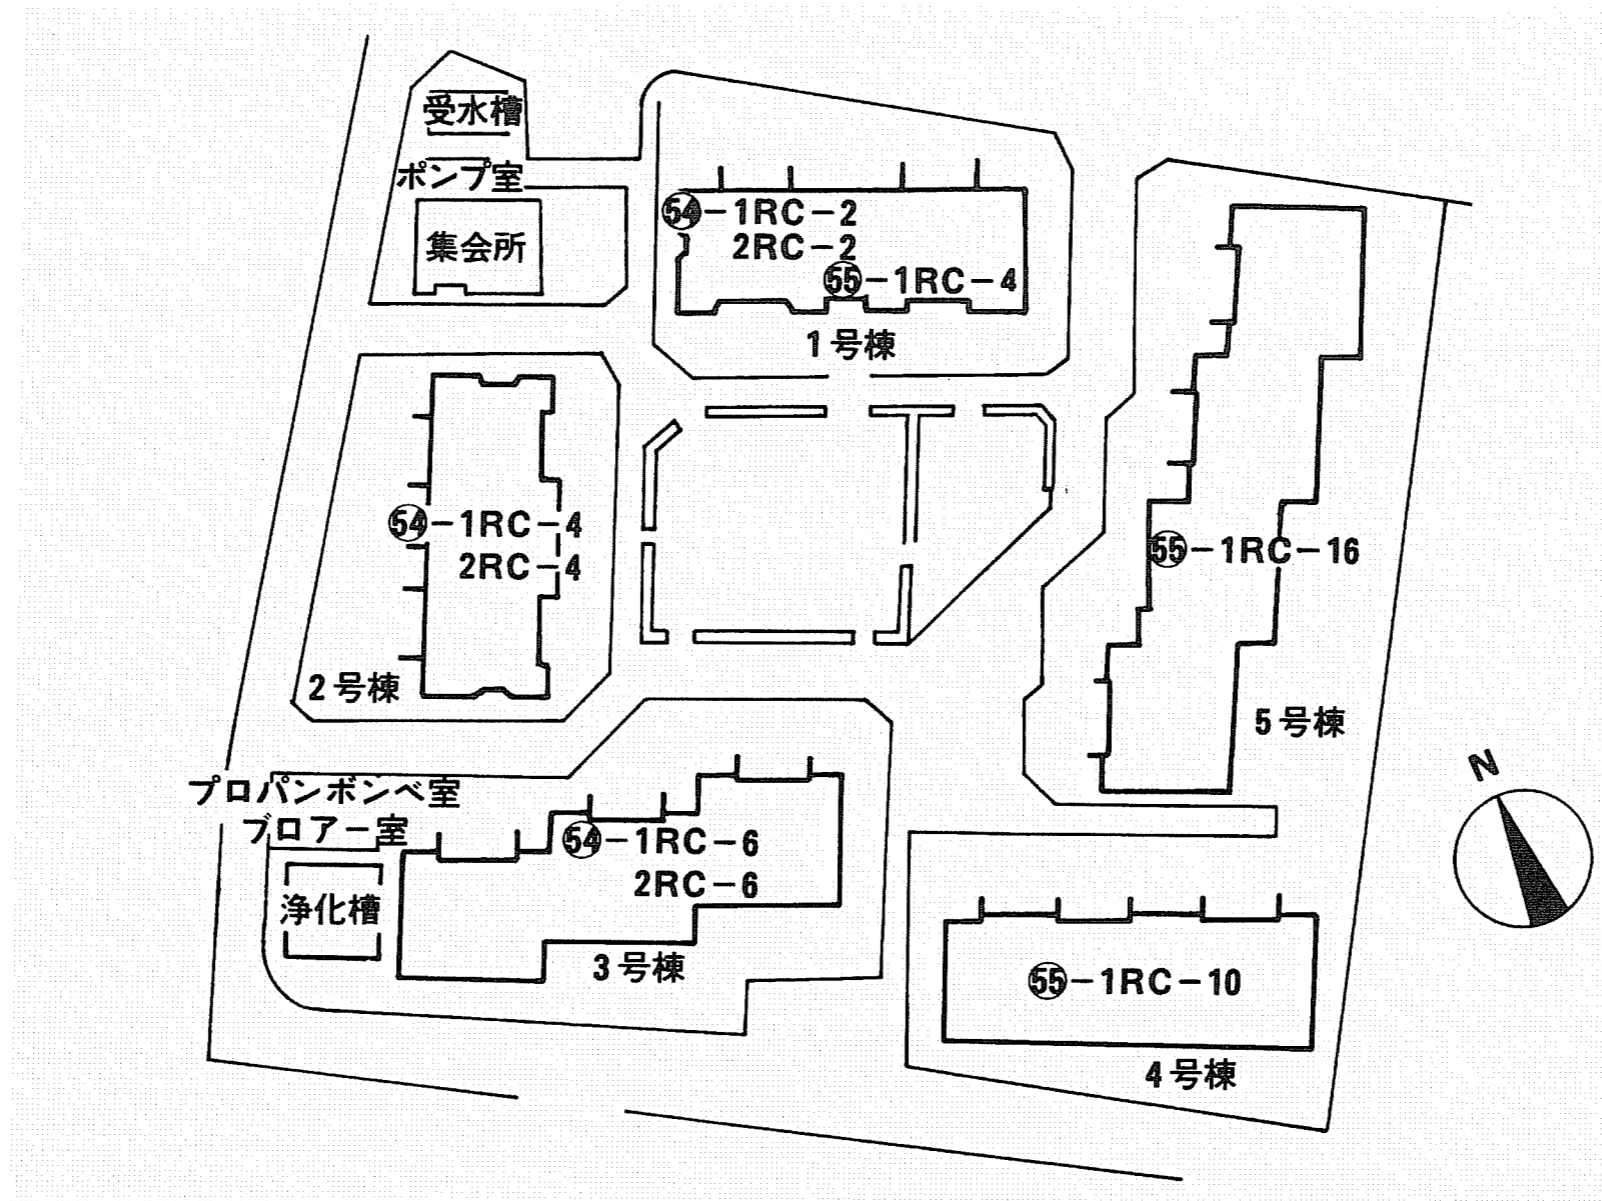 受水槽
ポンプ室
集会所
54-1RC-2
2RC-2
55-1RC-4
1号棟
54-1RC-4
2RC-4
2号棟
55-1RC-16
5号棟
N
プロパンボンベ室
ブロアー室
浄化槽
54-1RC-6
2RC-6
3号棟
55-1RC-10
4号棟